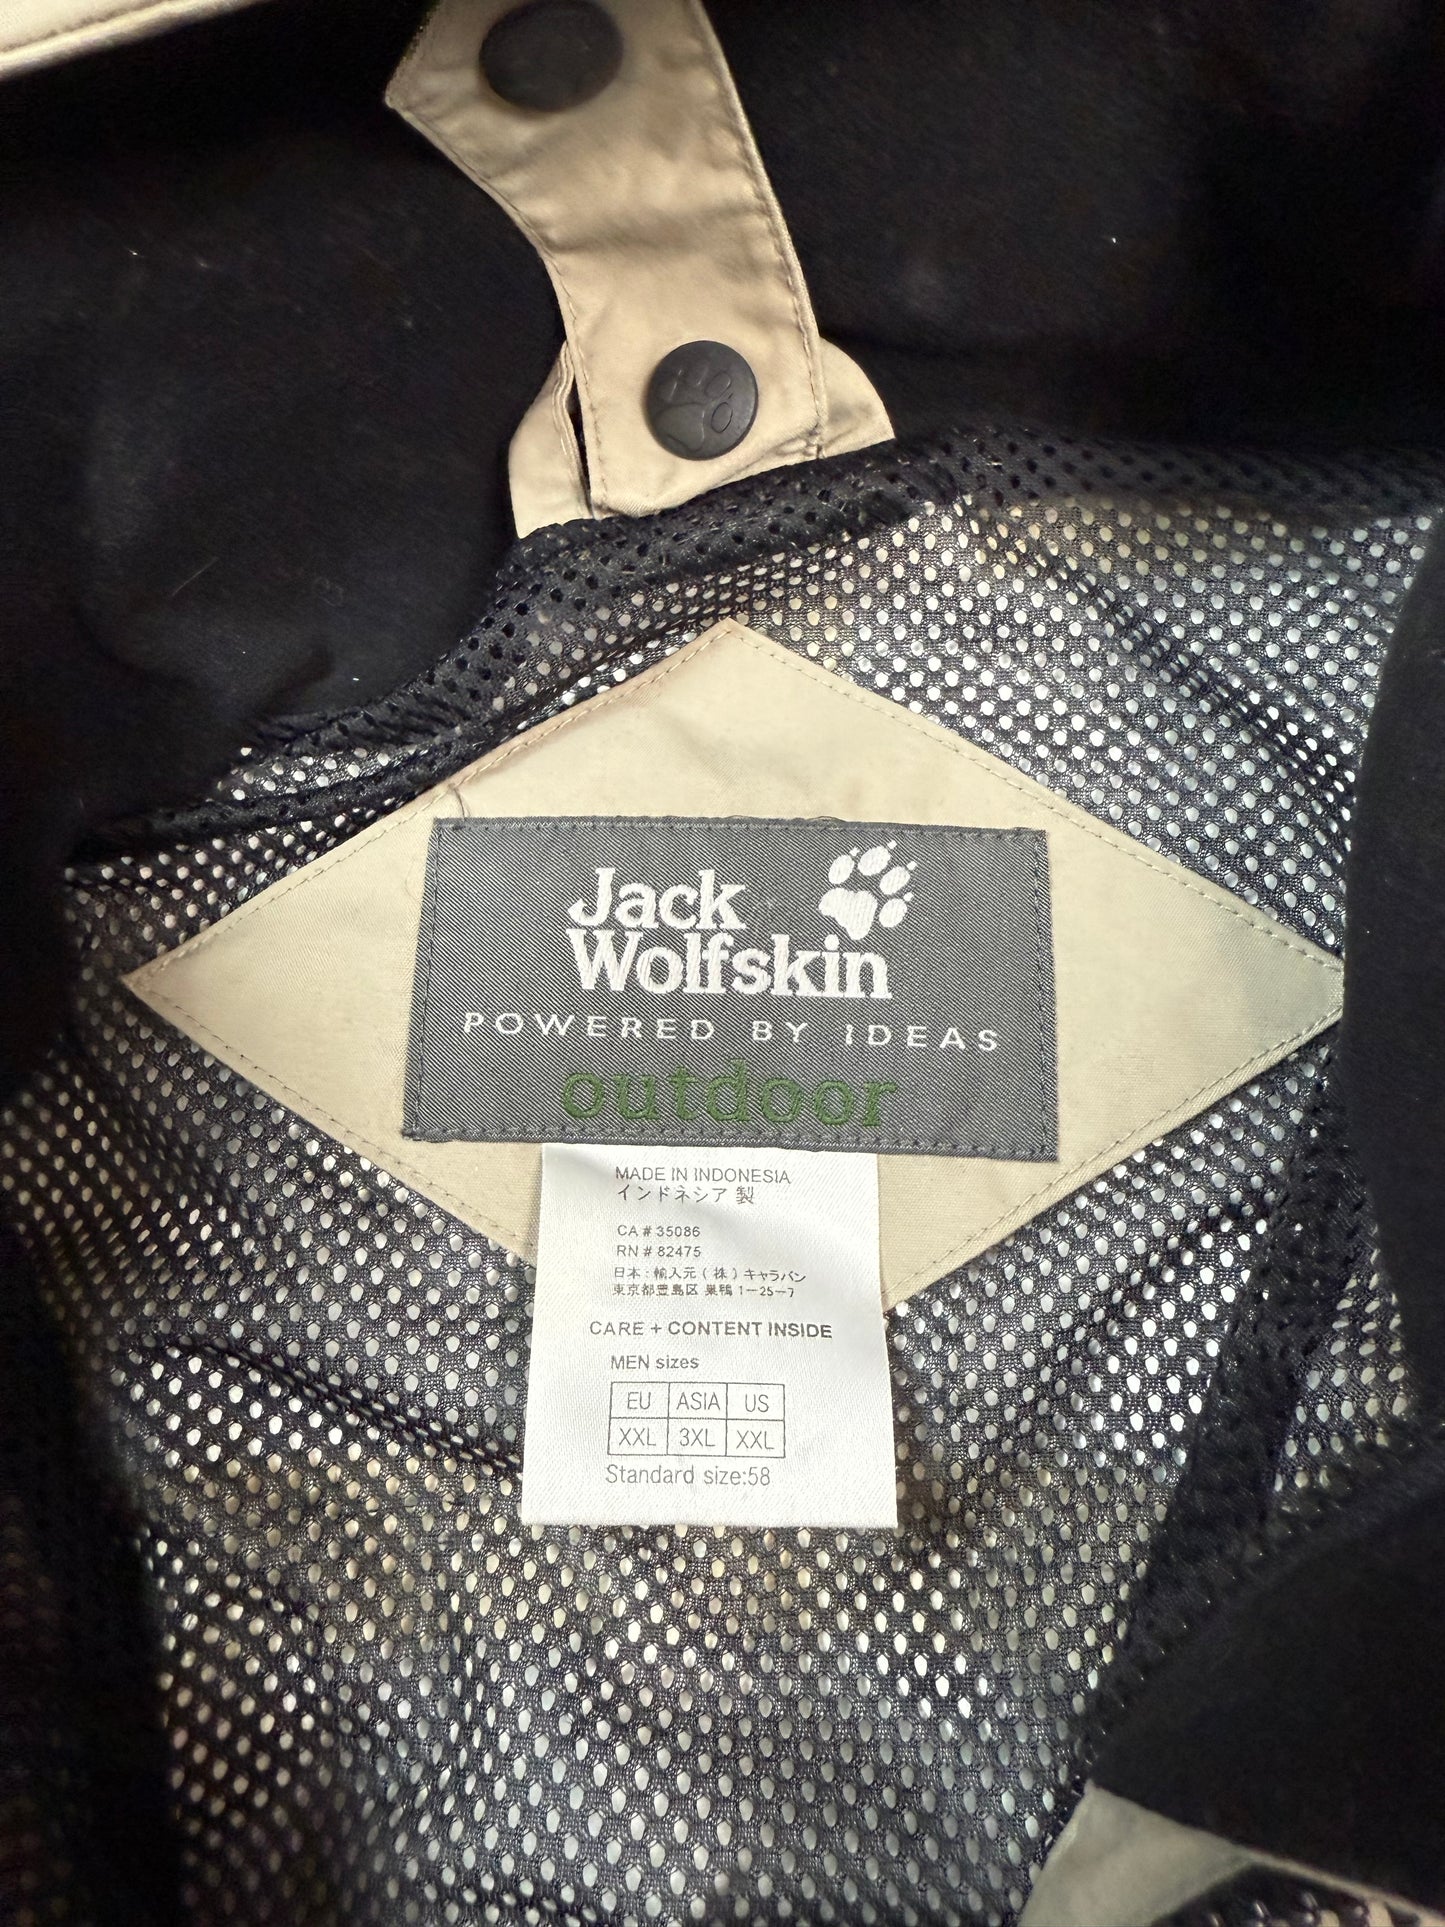 Jack
Wolfskin
POWERED BY IDEAS
outdoor
MADE IN INDONESIA
インドネシア 製
CA # 35086
RN # 82475
日本:輸入元(株)キャラバン
東京都豊島区 巣鴨 1-25-7
CARE + CONTENT INSIDE
MEN sizes
EU ASIA US
XXL 3XL XXL
Standard size:58